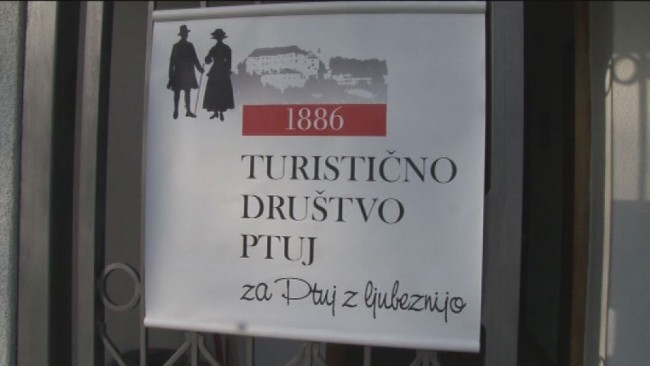 1886
TURISTIČNO
DRUŠTVO
PTUJ
za Ptuj z ljubeznijo